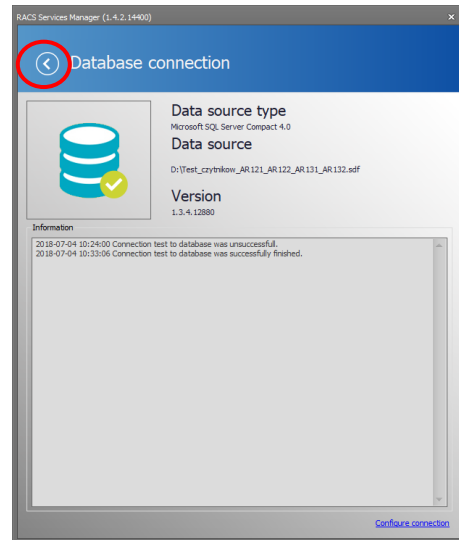 RACS Services Manager (1.4.2.14400)
Database connection
Data source type
Microsoft SQL Server Compact 4.0
Data source
D:\Test_czytnikow_AR121_AR122_AR131_AR132.sdf
Version
1.3.4.12880
Information
2018-07-04 10:24:00 Connection test to database was unsuccessful.
2018-07-04 10:33:06 Connection test to database was successfully finished.
Configure connection